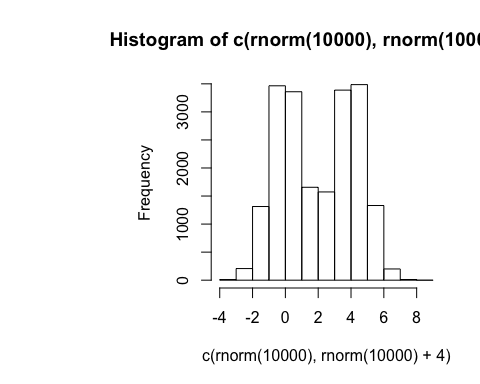 Histogram of c(rnorm(10000), rnorm(100
Frequency
3000
2000
1000
0
-4 -2 0 2 4 6 8
c(rnorm(10000), rnorm(10000) + 4)